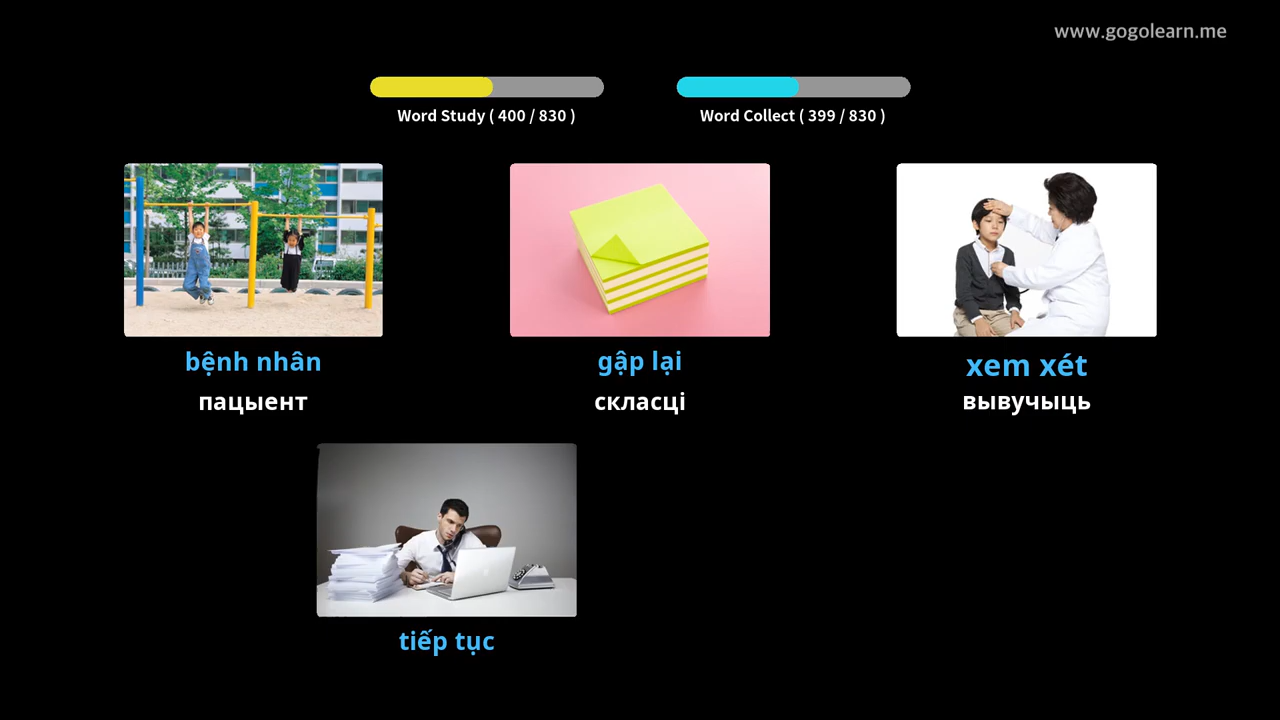 www.gogolearn.me
Word Study ( 400 / 830 )
Word Collect ( 399 / 830 )
bệnh nhân
пацыент
gập lại
скласці
xem xét
вывучыць
tiếp tục